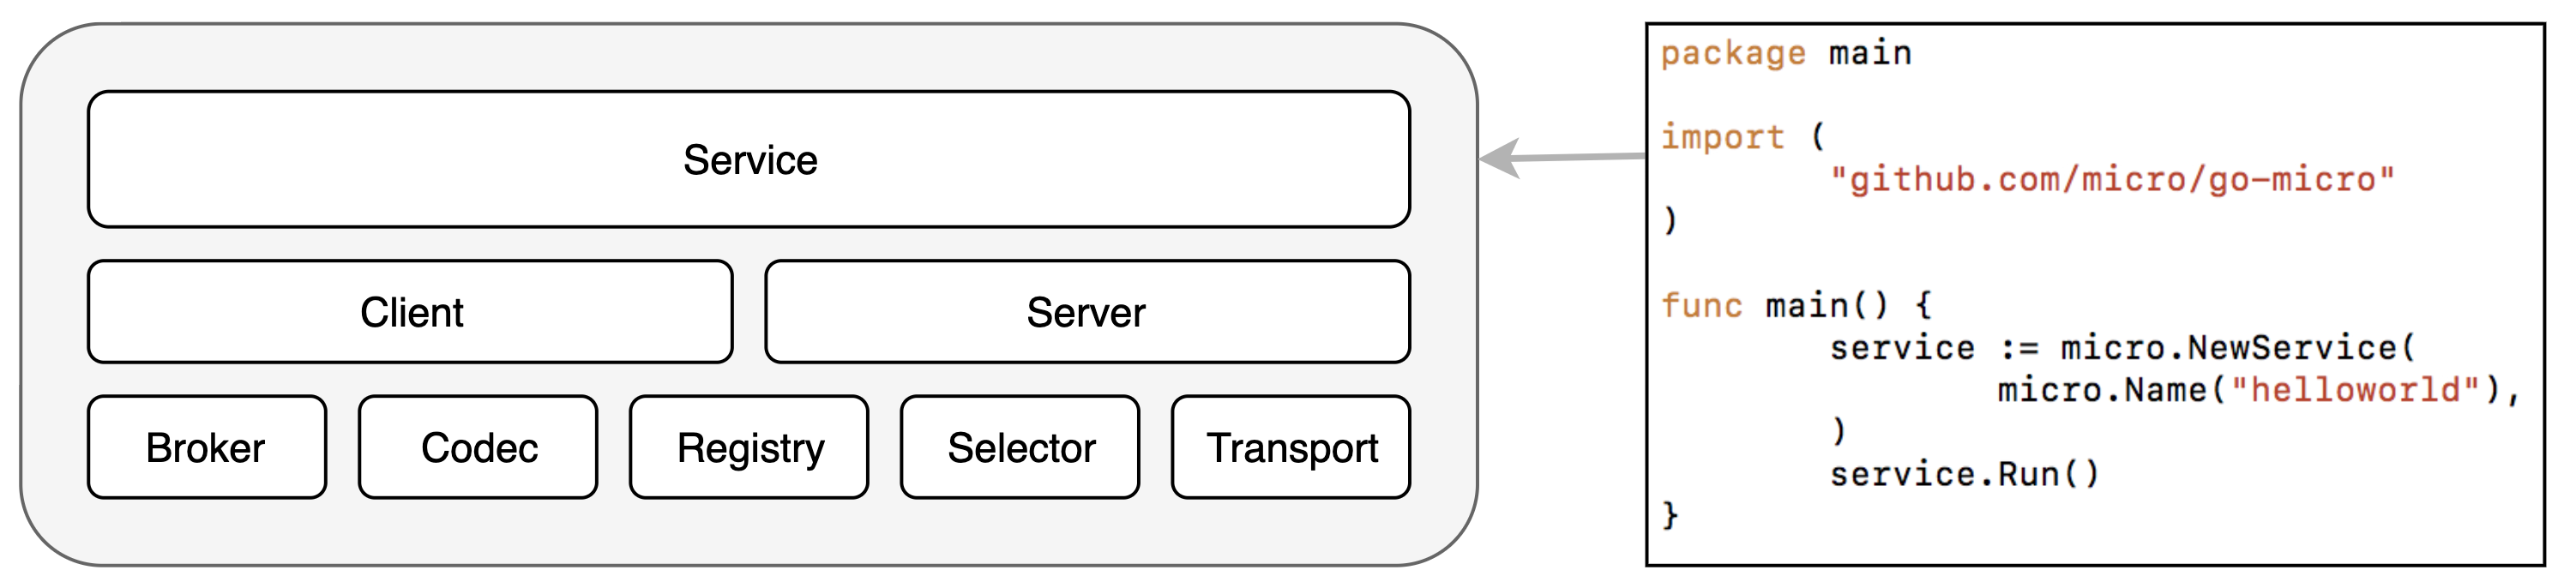 Service
Client
Server
Broker
Codec
Registry
Selector
Transport
package main
import (
"github.com/micro/go-micro"
)
func main() {
service := micro.NewService(
micro.Name("helloworld"),
)
service.Run()
}